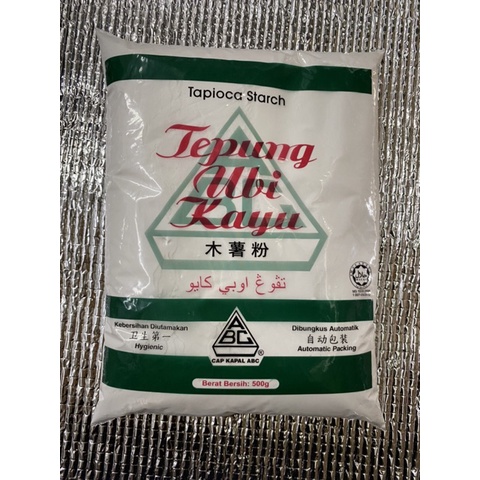 Tapioca Starch
Tepung
Ubi
Kayu
木薯粉
تڤوڠ اوبي كايو
Kebersihan Diutamakan
卫生第一
Hygienic
ABC
®
CAP KAPAL ABC
Dibungkus Automatik
自动包装
Automatic Packing
Berat Bersih: 500g